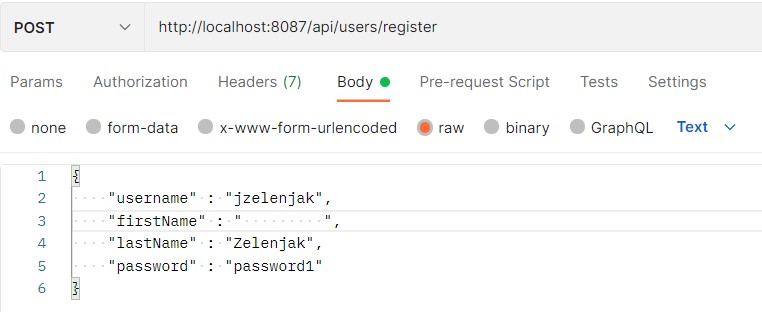 POST http://localhost:8087/api/users/register
Params Authorization Headers (7) Body Pre-request Script Tests Settings
none form-data x-www-form-urlencoded raw binary GraphQL Text
1 {
2 "username" : "jzelenjak",
3 "firstName" : "         ",
4 "lastName" : "Zelenjak",
5 "password" : "password1"
6 }